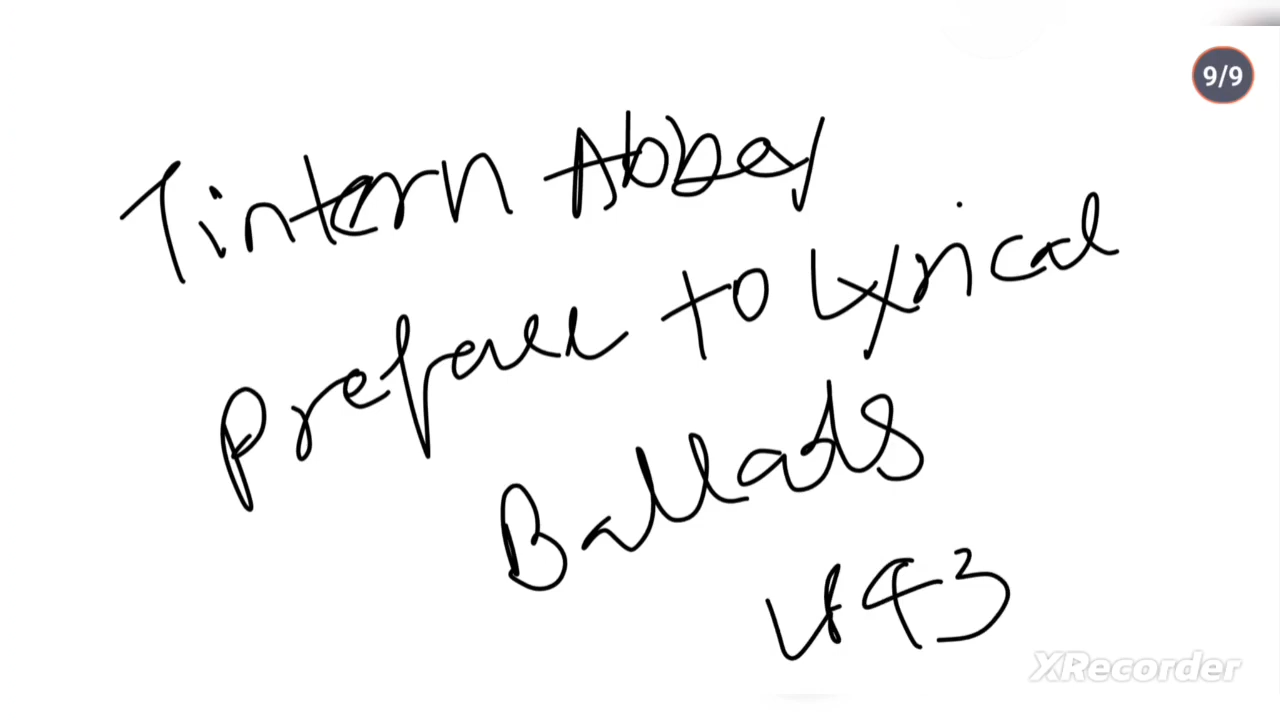 9/9
Tintern Abbey
Preface to Lyrical
Ballads
XRecorder